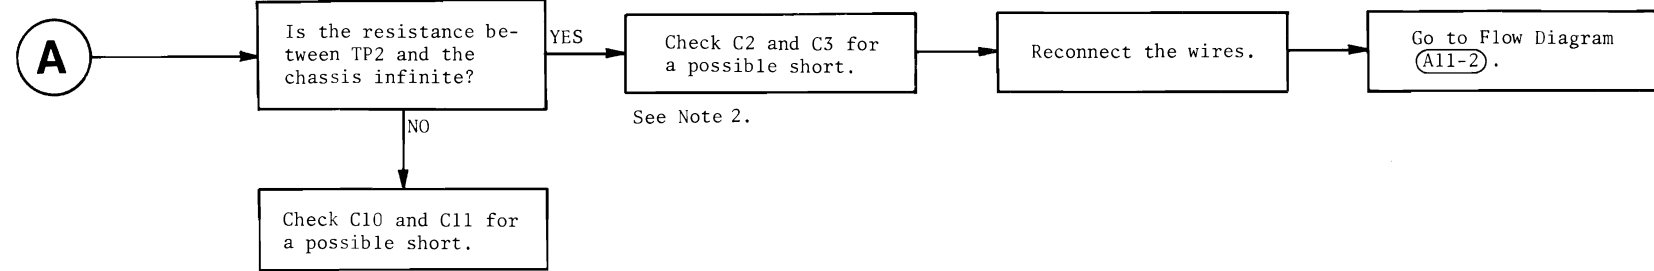 A
Is the resistance be-
tween TP2 and the
chassis infinite?
YES
Check C2 and C3 for
a possible short.
See Note 2.
Reconnect the wires.
Go to Flow Diagram
A11-2 .
NO
Check C10 and C11 for
a possible short.